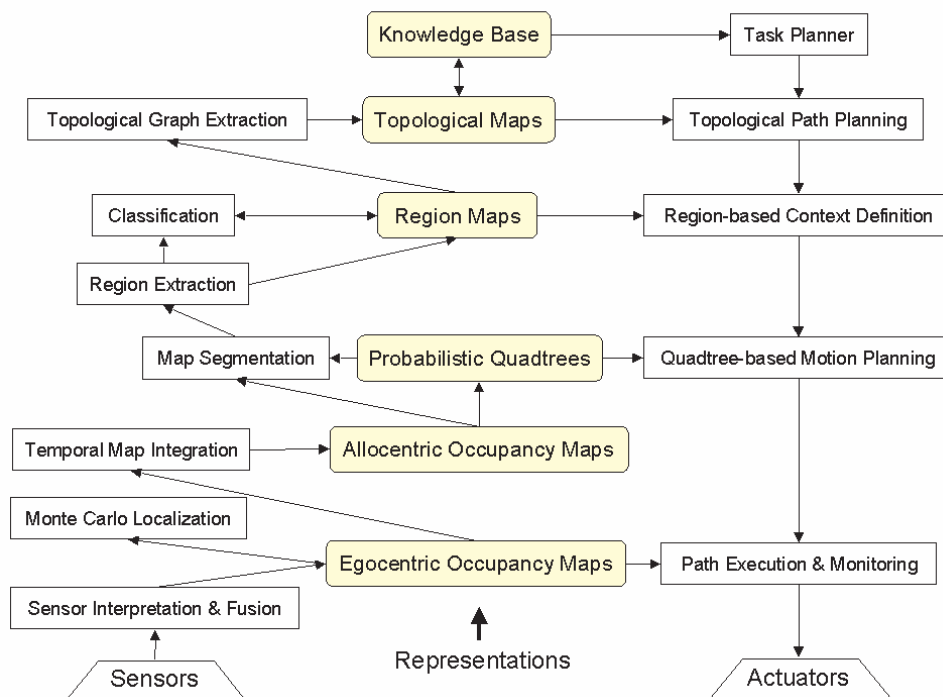 Knowledge Base
Task Planner
Topological Graph Extraction
Topological Maps
Topological Path Planning
Classification
Region Maps
Region-based Context Definition
Region Extraction
Map Segmentation
Probabilistic Quadtrees
Quadtree-based Motion Planning
Temporal Map Integration
Allocentric Occupancy Maps
Monte Carlo Localization
Egocentric Occupancy Maps
Path Execution & Monitoring
Sensor Interpretation & Fusion
Representations
Sensors
Actuators